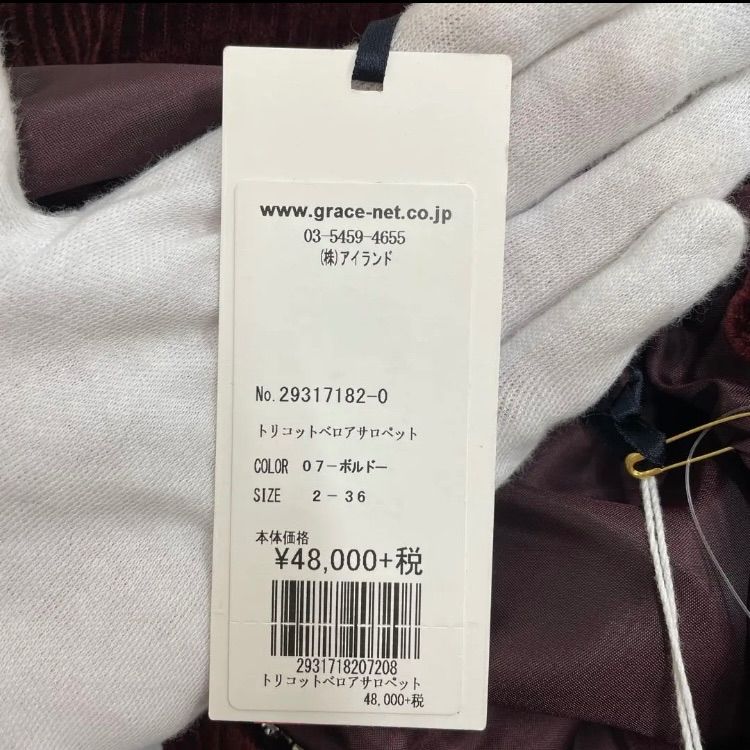 www.grace-net.co.jp
03-5459-4655
(株)アイランド
No.29317182-0
トリコットベロアサロペット
COLOR 07-ボルドー
SIZE 2-36
本体価格
¥48,000+税
2931718207208
トリコットベロアサロペット
48,000+税